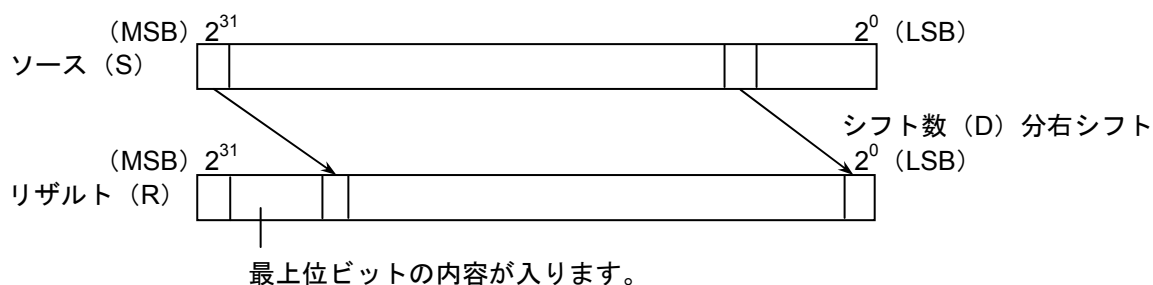 (MSB) 2^31 2^0 (LSB)
ソース (S)
シフト数 (D) 分右シフト
(MSB) 2^31 2^0 (LSB)
リザルト (R)
最上位ビットの内容が入ります。